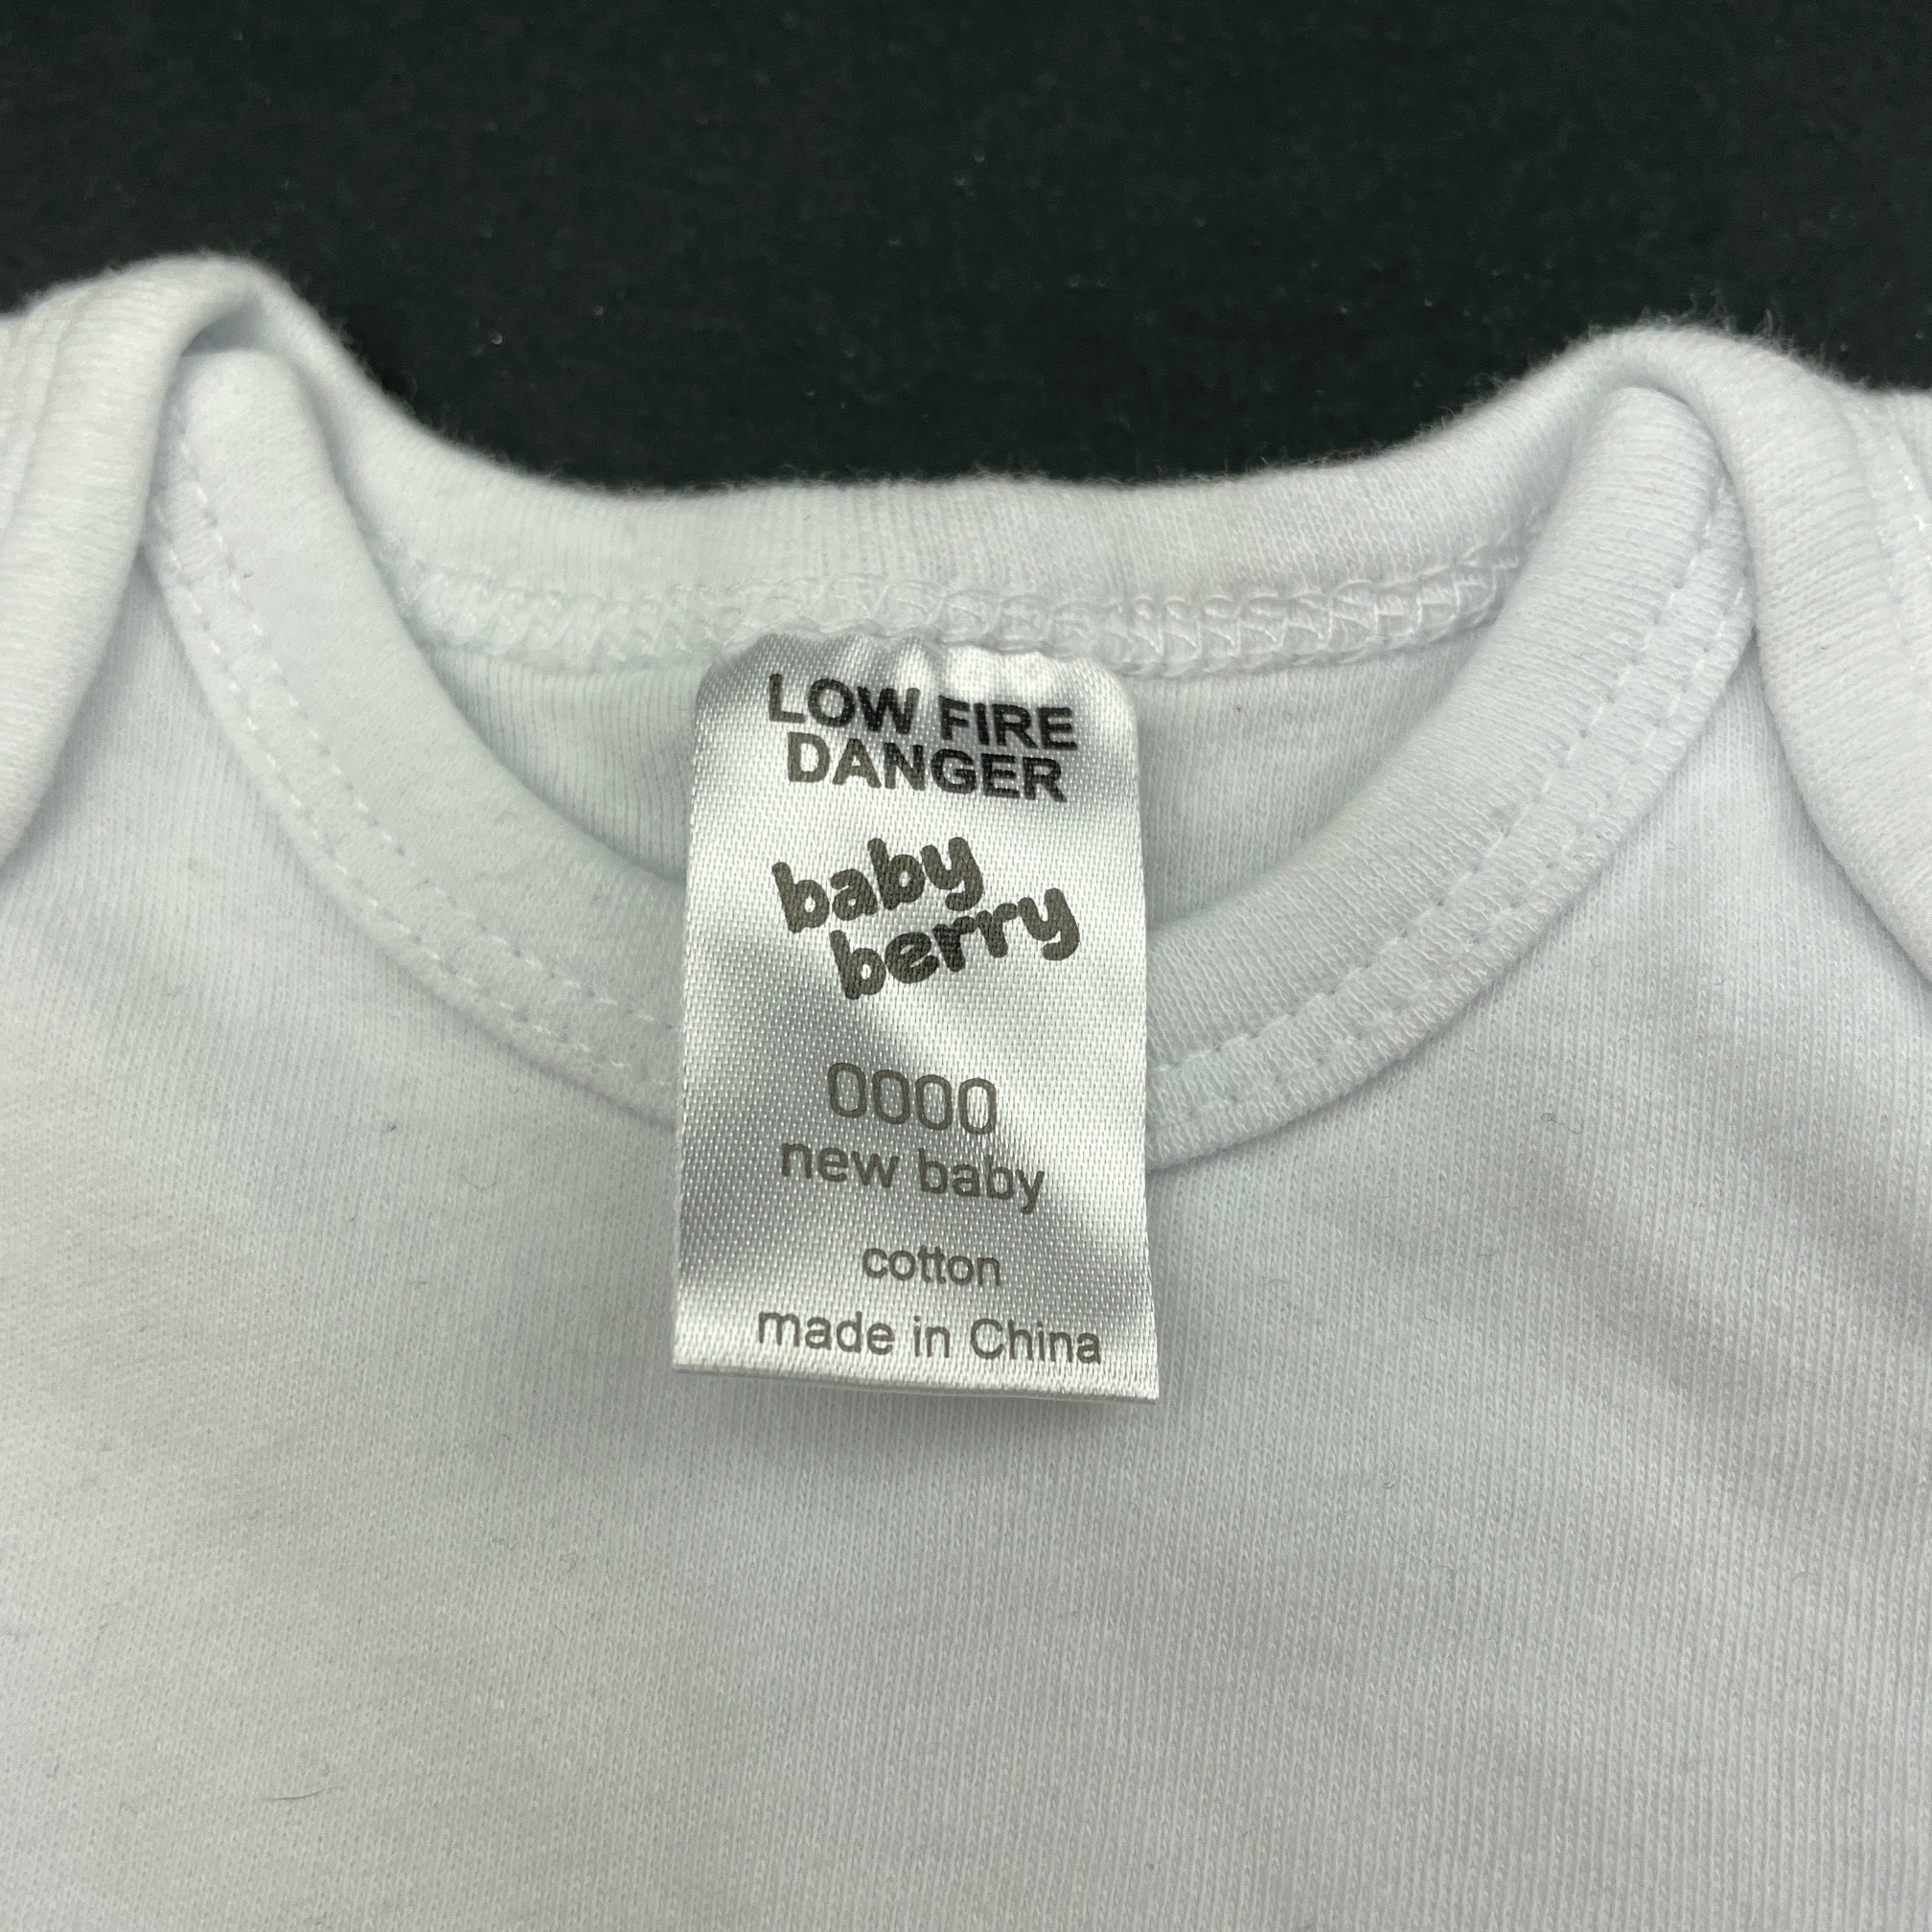 LOW FIRE
DANGER
baby
berry
0000
new baby
cotton
made in China